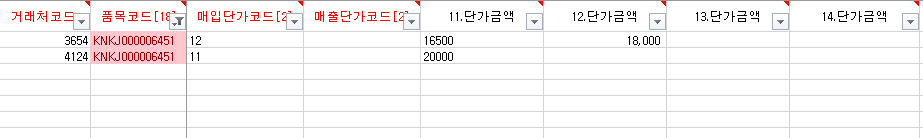 거래처코드 품목코드[18] 매입단가코드[2] 매출단가코드[2] 11.단가금액 12.단가금액 13.단가금액 14.단가금액
3654 KNKJ000006451 12 16500 18,000
4124 KNKJ000006451 11 20000